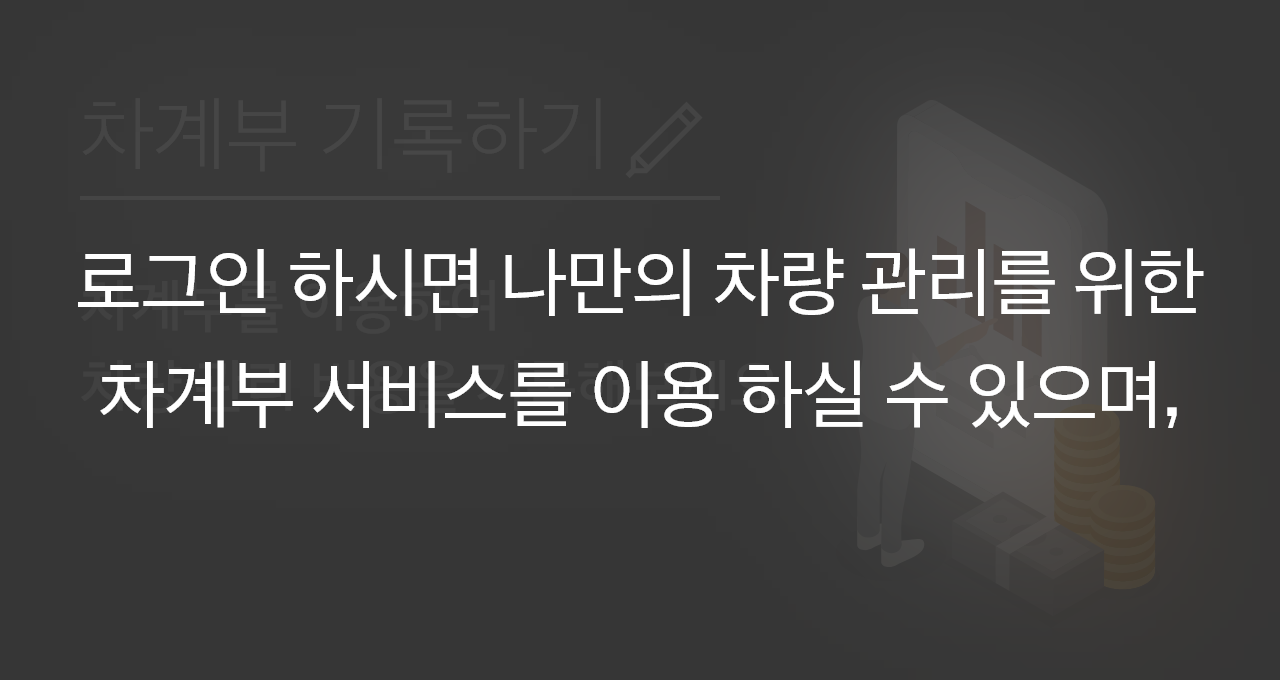 차계부 기록하기
로그인 하시면 나만의 차량 관리를 위한
차계부 서비스를 이용 하실 수 있으며,